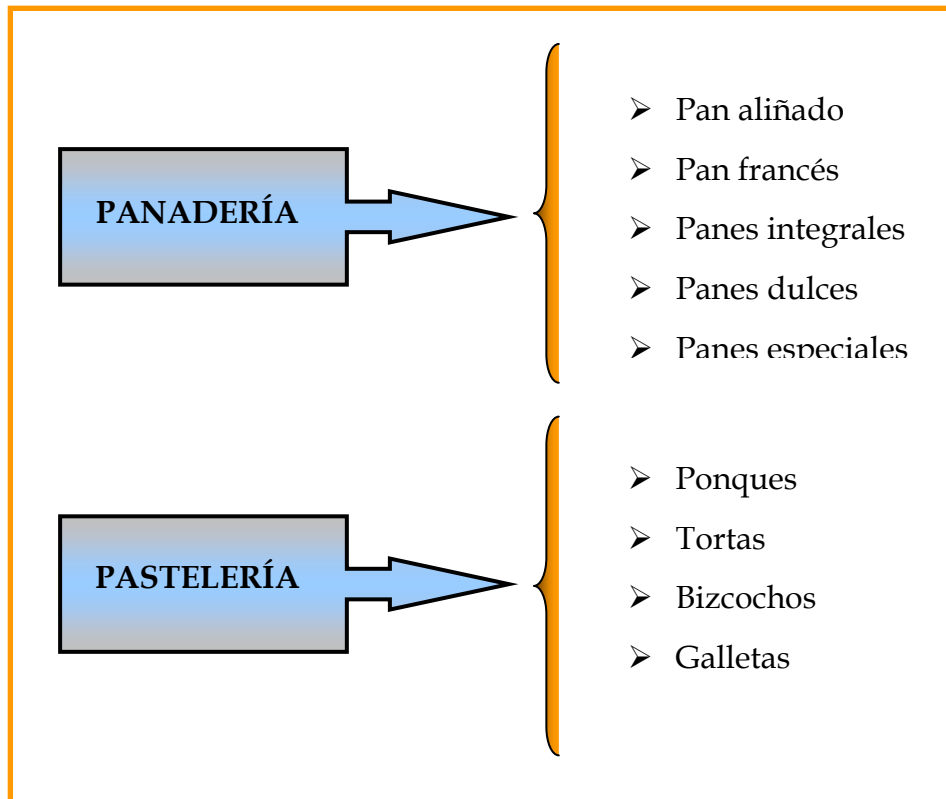 PANADERÍA
➢ Pan aliñado
➢ Pan francés
➢ Panes integrales
➢ Panes dulces
➢ Panes especiales
PASTELERÍA
➢ Ponques
➢ Tortas
➢ Bizcochos
➢ Galletas